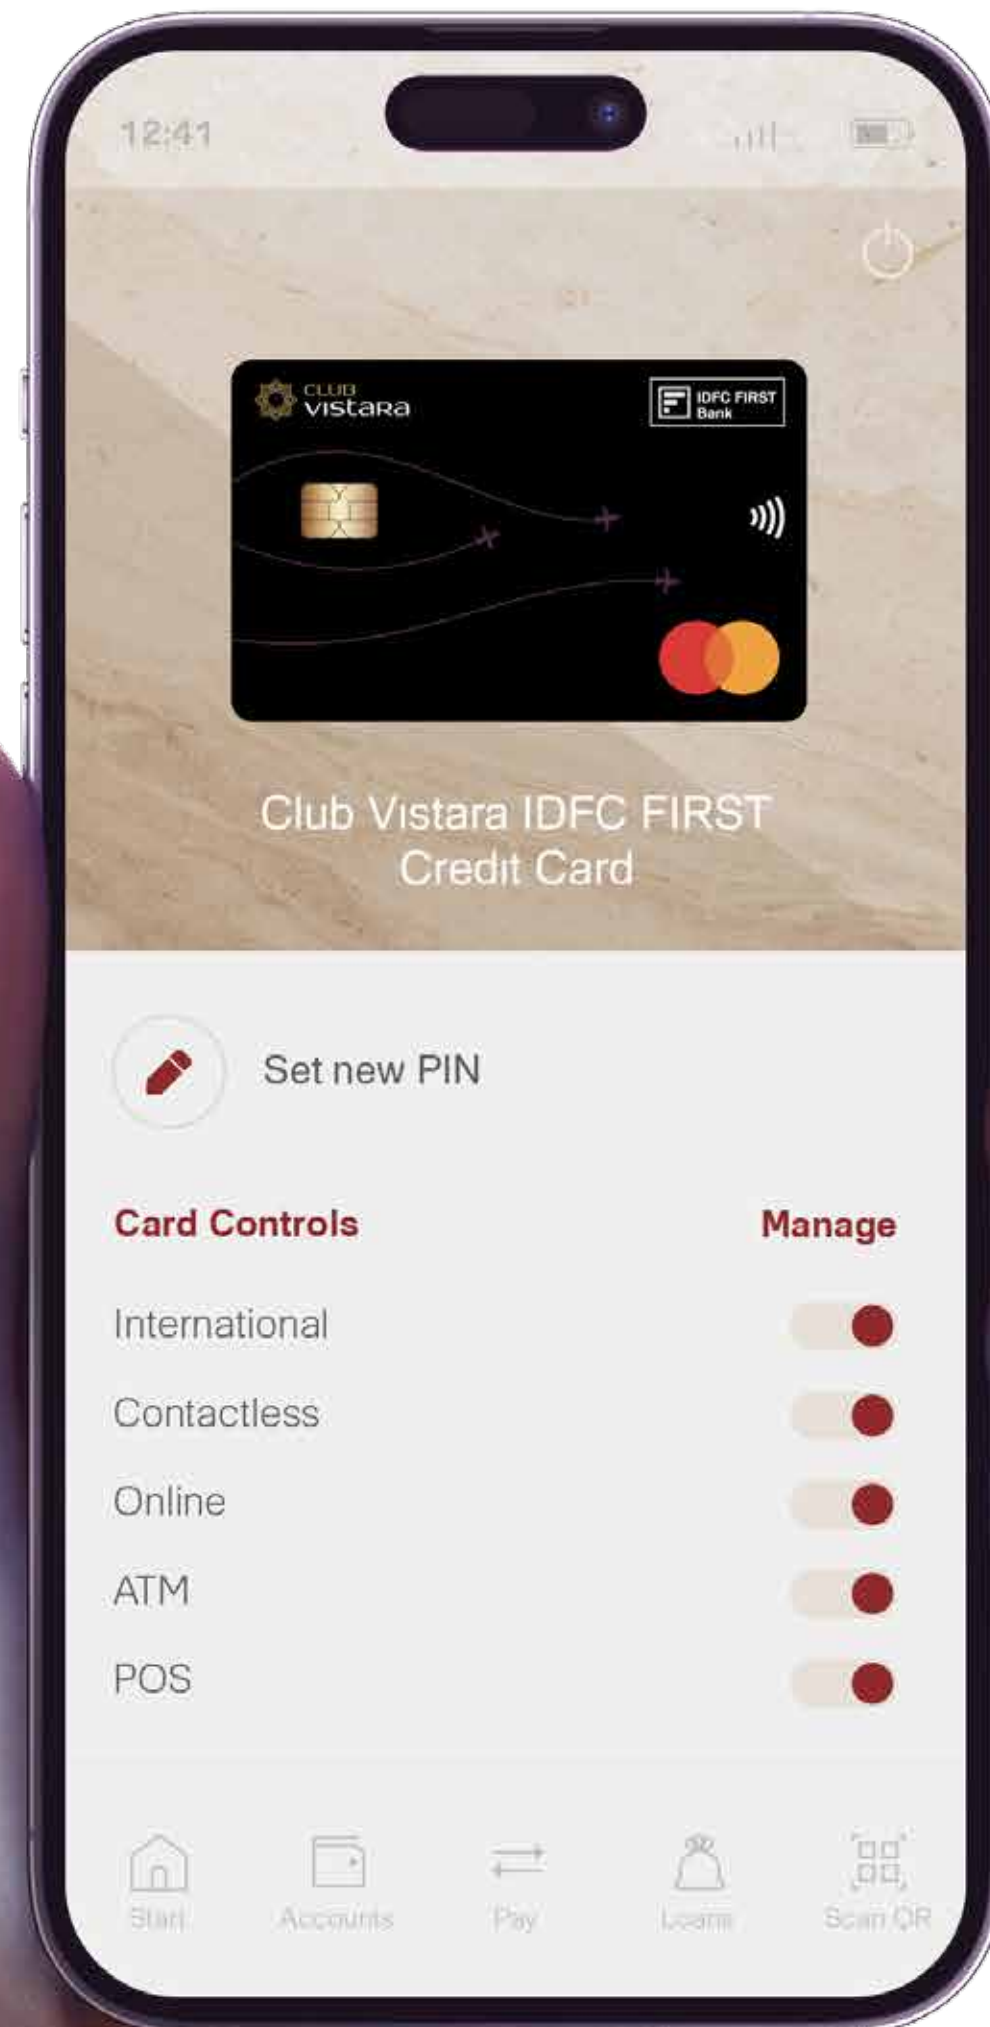 12:41
CLUB
vistara
IDFC FIRST
Bank
Club Vistara IDFC FIRST
Credit Card
Set new PIN
Card Controls
Manage
International
Contactless
Online
ATM
POS
Start
Accounts
Pay
Loans
Scan QR